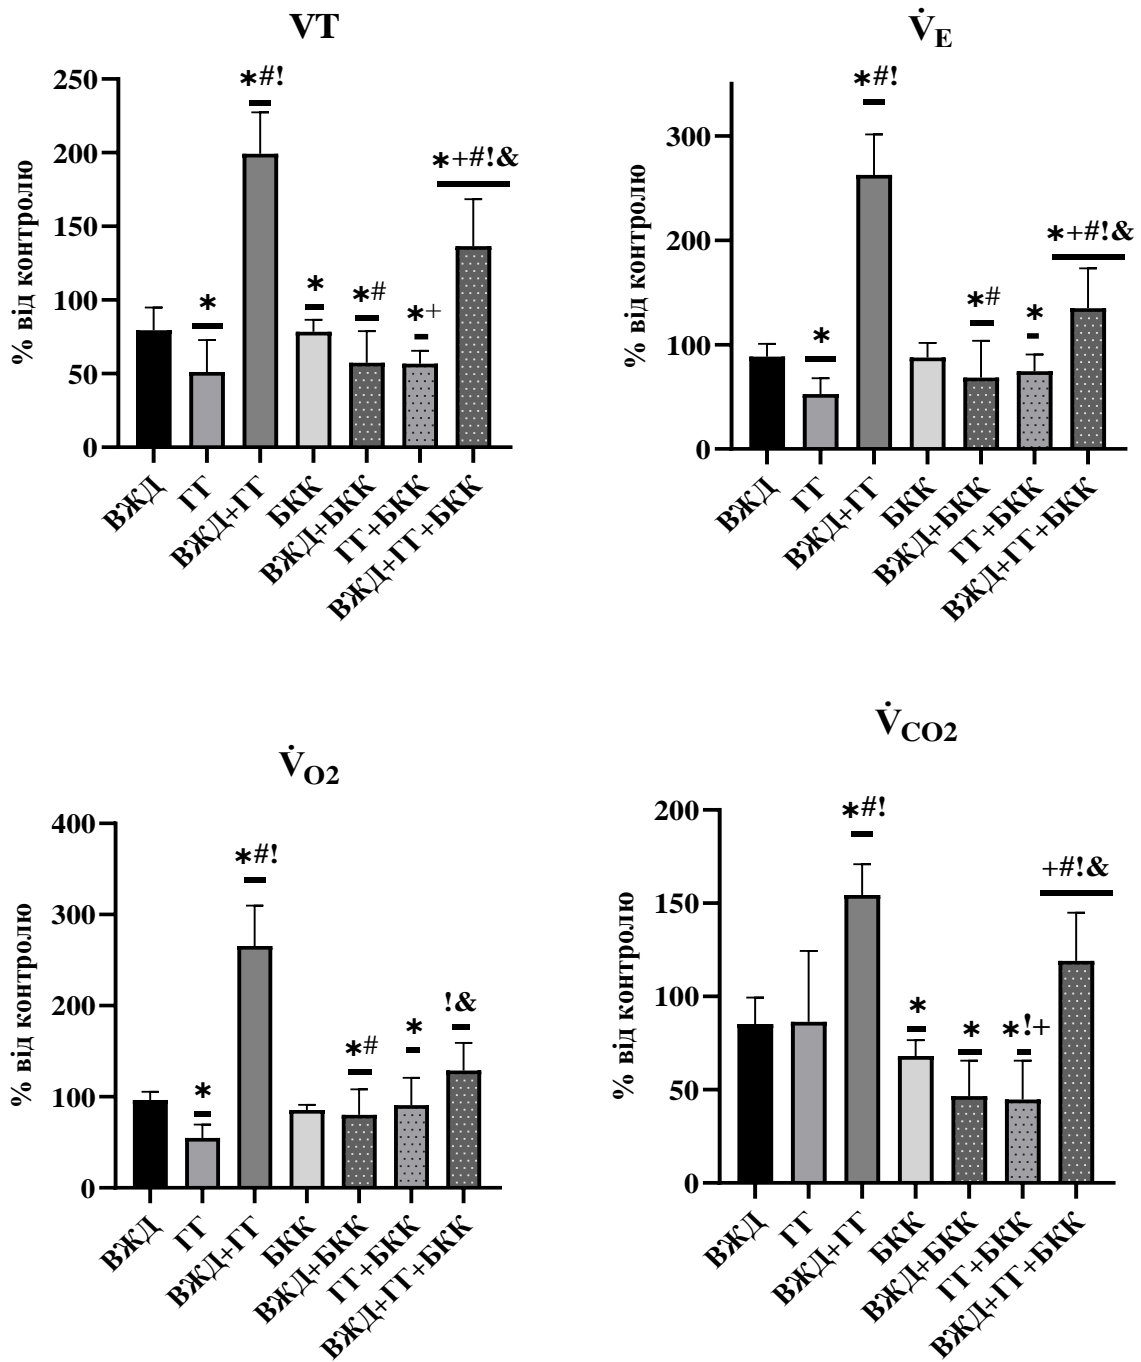 VT
% від контролю
250
200
150
100
50
0
∗#!
∗+#!&
∗
∗
∗#
∗+
ВЖД
ГГ
ВЖД+ГГ
БКК
ВЖД+БКК
ГГ+БКК
ВЖД+ГГ+БКК
V̇E
% від контролю
300
200
100
0
∗#!
∗+#!&
∗
∗#
∗
ВЖД
ГГ
ВЖД+ГГ
БКК
ВЖД+БКК
ГГ+БКК
ВЖД+ГГ+БКК
V̇O2
% від контролю
400
300
200
100
0
∗#!
!&
∗
∗#
∗
ВЖД
ГГ
ВЖД+ГГ
БКК
ВЖД+БКК
ГГ+БКК
ВЖД+ГГ+БКК
V̇CO2
% від контролю
200
150
100
50
0
∗#!
+#!&
∗
∗
∗!+
ВЖД
ГГ
ВЖД+ГГ
БКК
ВЖД+БКК
ГГ+БКК
ВЖД+ГГ+БКК